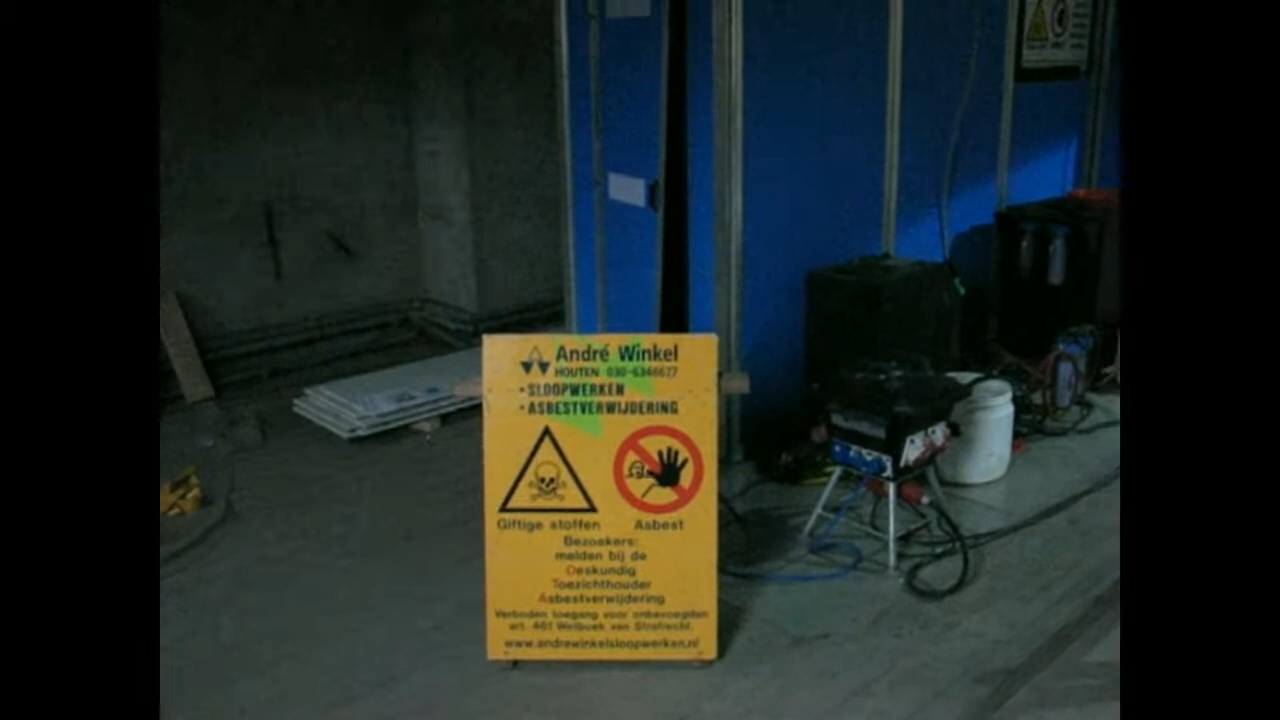 André Winkel
HOUTEN 030-6346677
• SLOOPWERKEN
• ASBESTVERWIJDERING
Giftige stoffen
Asbest
Bezoekers:
melden bij de
Deskundig
Toezichthouder
Asbestverwijdering
Verboden toegang voor onbevoegden
art. 461 Wetboek van Strafrecht.
www.andrewinkelsloopwerken.nl